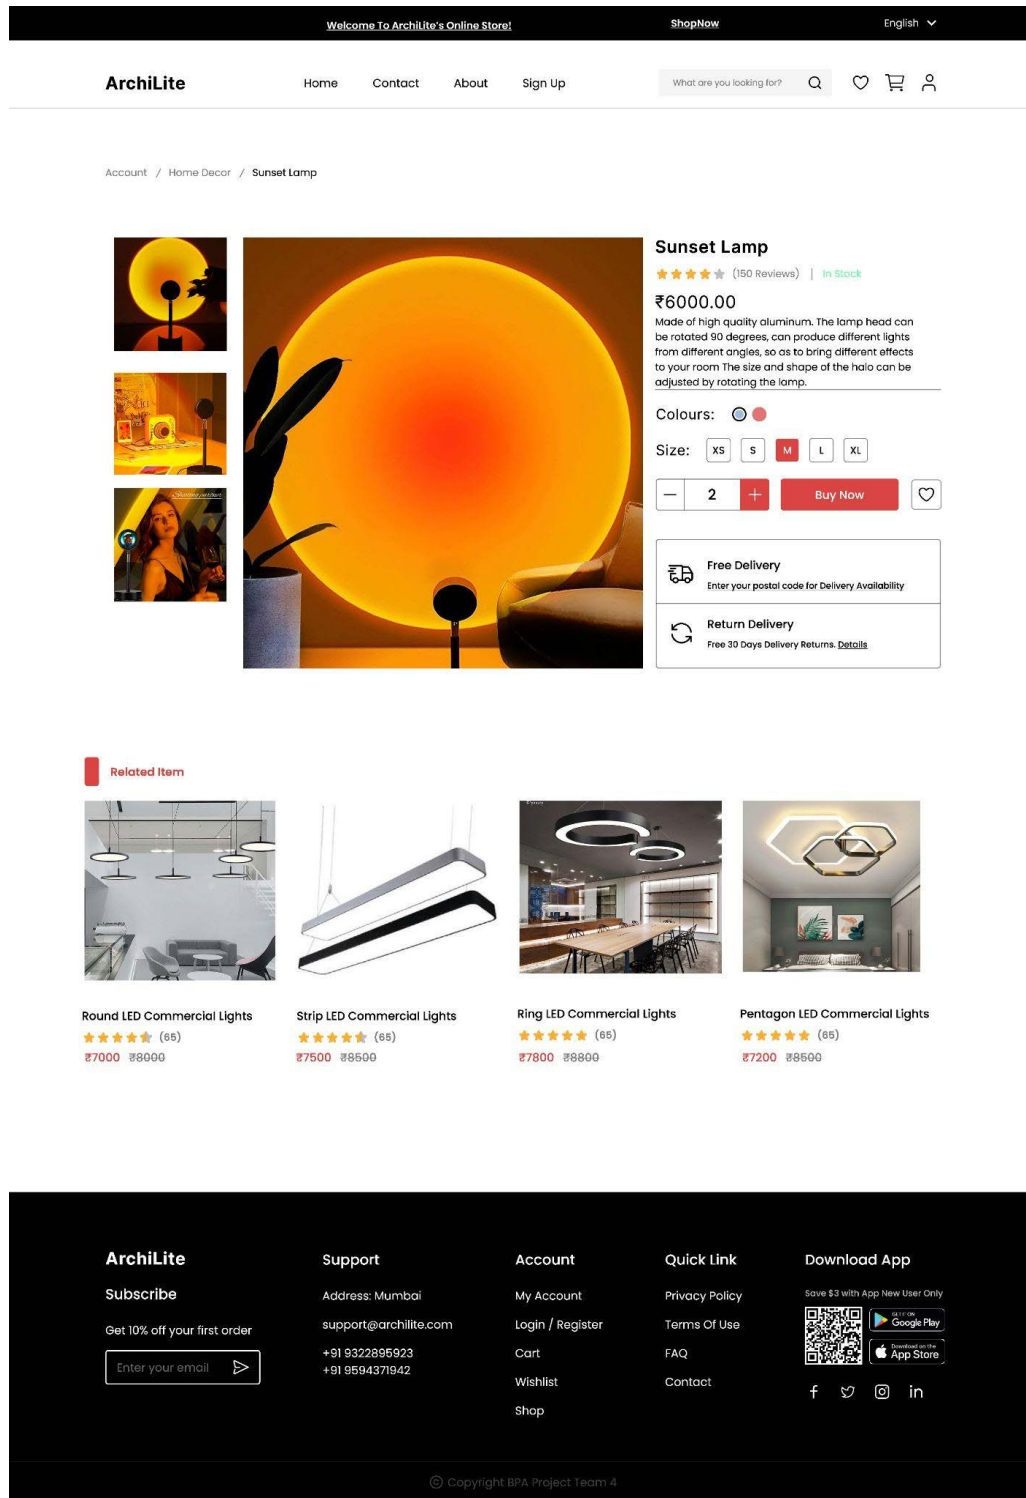 Welcome To ArchiLite's Online Store!
ShopNow
English
ArchiLite
Home
Contact
About
Sign Up
What are you looking for?
Account / Home Decor / Sunset Lamp
Sunset Lamp
(150 Reviews) | In Stock
₹6000.00
Made of high quality aluminum. The lamp head can
be rotated 90 degrees, can produce different lights
from different angles, so as to bring different effects
to your room The size and shape of the halo can be
adjusted by rotating the lamp.
Colours:
Size: XS S M L XL
2
Buy Now
Free Delivery
Enter your postal code for Delivery Availability
Return Delivery
Free 30 Days Delivery Returns. Details
Related Item
Round LED Commercial Lights
(65)
₹7000 ₹8000
Strip LED Commercial Lights
(65)
₹7500 ₹8500
Ring LED Commercial Lights
(65)
₹7800 ₹8800
Pentagon LED Commercial Lights
(65)
₹7200 ₹8500
ArchiLite
Subscribe
Get 10% off your first order
Enter your email
Support
Address: Mumbai
support@archilite.com
+91 9322895923
+91 9594371942
Account
My Account
Login / Register
Cart
Wishlist
Shop
Quick Link
Privacy Policy
Terms Of Use
FAQ
Contact
Download App
Save $3 with App New User Only
GET IT ON
Google Play
Download on the
App Store
© Copyright BPA Project Team 4